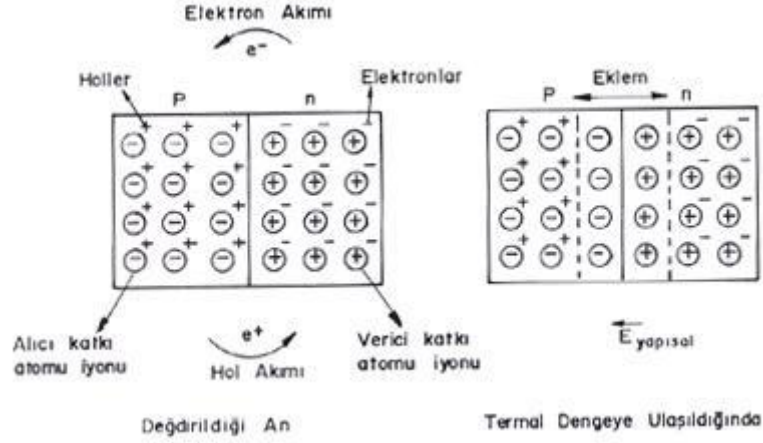 Elektron Akımı
e⁻
Holler
Elektronlar
P
n
Eklem
P
n
Alıcı katkı
atomu iyonu
e⁺
Hol Akımı
Verici katkı
atomu iyonu
E yapısal
Değdirildiği An
Termal Dengeye Ulaşıldığında